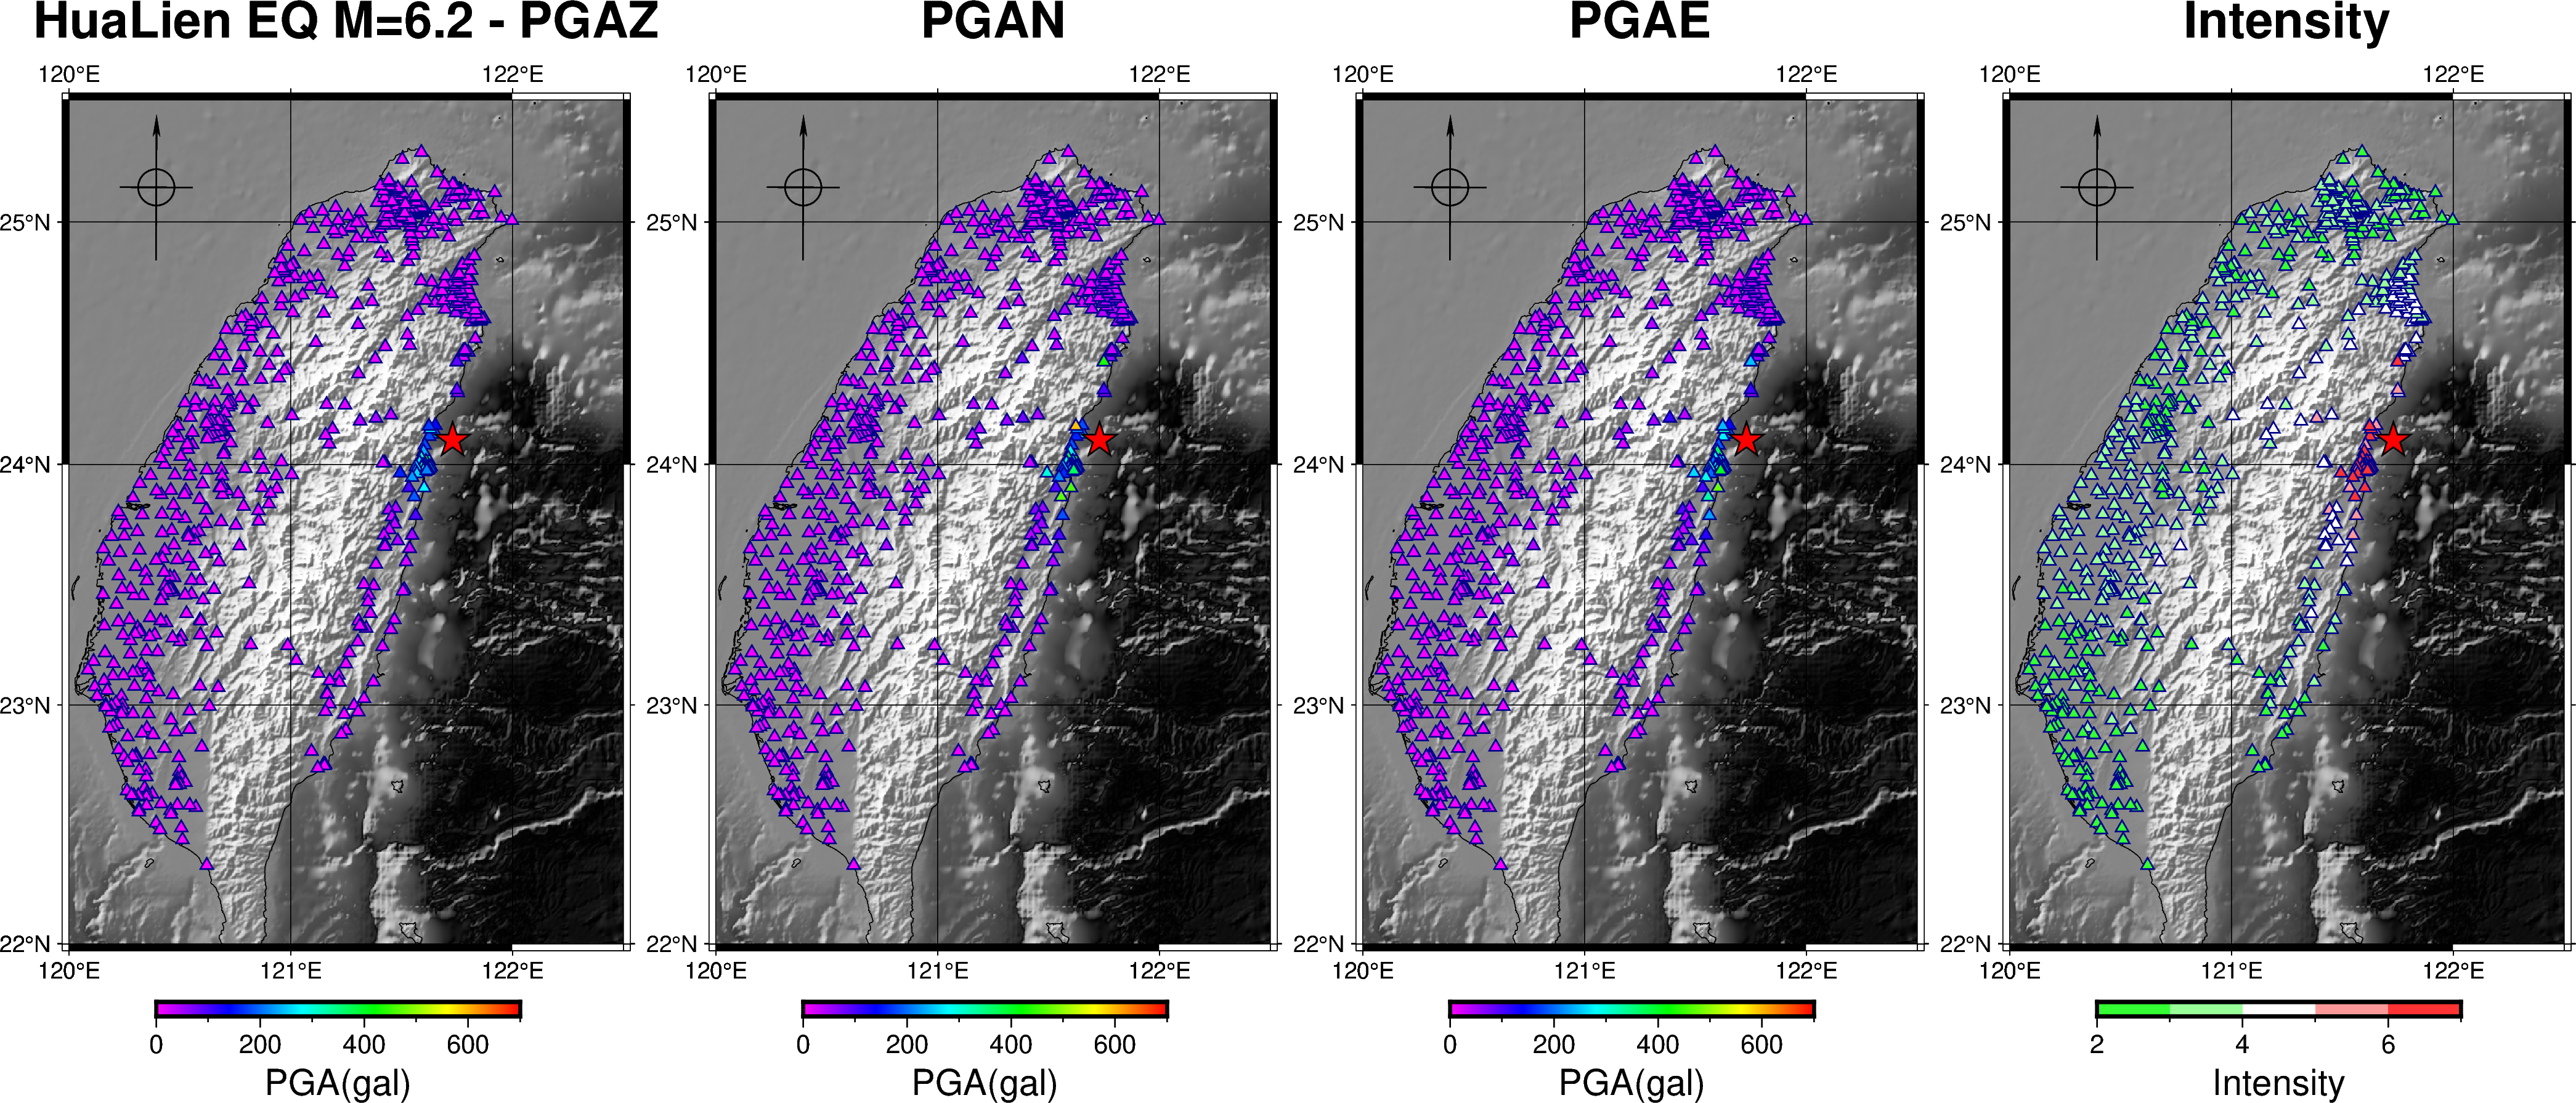 HuaLien EQ M=6.2 - PGAZ
PGAN
PGAE
Intensity
120°E 122°E 120°E 122°E 120°E 122°E 120°E 122°E
25°N 25°N 25°N 25°N
24°N 24°N 24°N 24°N
23°N 23°N 23°N 23°N
22°N 22°N 22°N 22°N
120°E 121°E 122°E 120°E 121°E 122°E 120°E 121°E 122°E 120°E 121°E 122°E
0 200 400 600 0 200 400 600 0 200 400 600 2 4 6
PGA(gal) PGA(gal) PGA(gal) Intensity